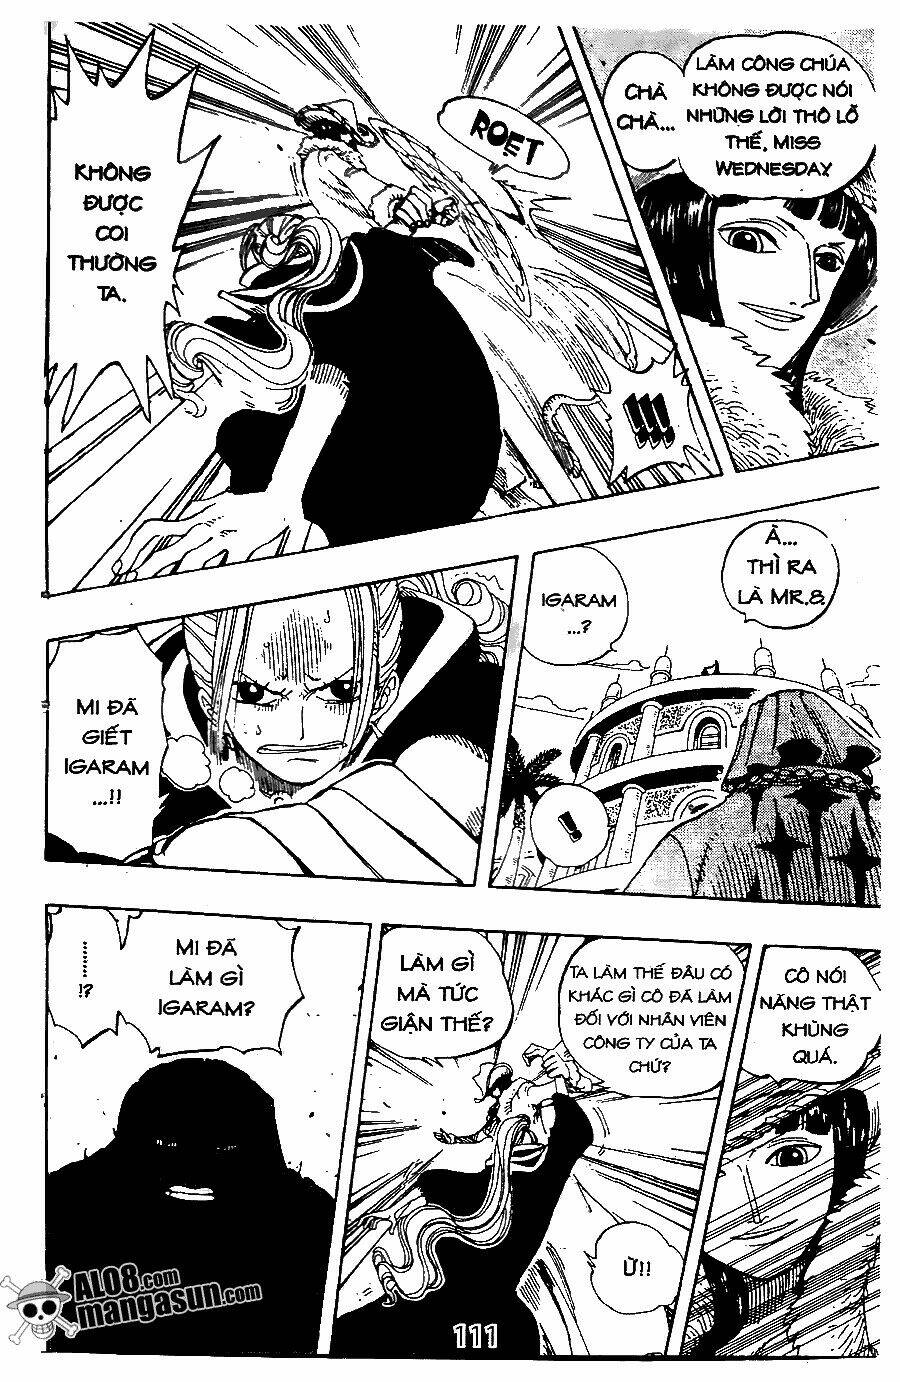 CHÀ
CHÀ...
LÀM CÔNG CHÚA
KHÔNG ĐƯỢC NÓI
NHỮNG LỜI THÔ LỖ
THẾ, MISS
WEDNESDAY
ROET
!!!
KHÔNG
ĐƯỢC
COI
THƯỜNG
TA.
À...
THÌ RA
LÀ MR.8.
IGARAM
...?
!!
MI ĐÃ
GIẾT
IGARAM
...!!
CÔ NÓI
NĂNG THẬT
KHÙNG
QUÁ.
TA LÀM THẾ ĐÂU CÓ
KHÁC GÌ CÔ ĐÃ LÀM
ĐỐI VỚI NHÂN VIÊN
CÔNG TY CỦA TA
CHỨ?
LÀM GÌ
MÀ TỨC
GIẬN THẾ?
Ừ!!
MI ĐÃ
LÀM GÌ
IGARAM?
.........
!?
ALO8.com
mangasun.com
111